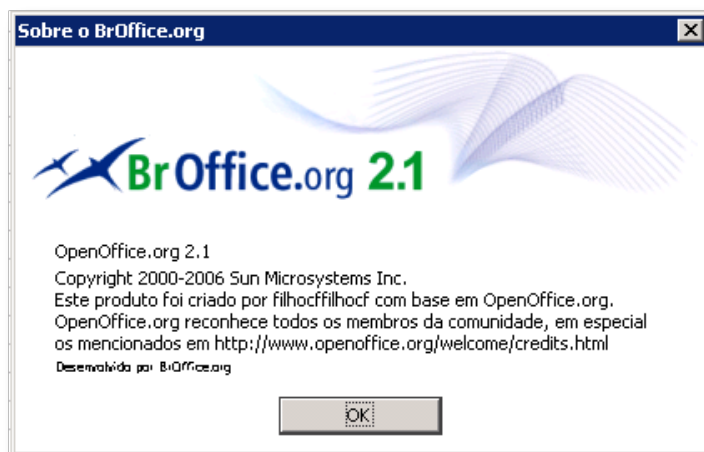 Sobre o BrOffice.org
BrOffice.org 2.1
OpenOffice.org 2.1
Copyright 2000-2006 Sun Microsystems Inc.
Este produto foi criado por filhocffilhocf com base em OpenOffice.org.
OpenOffice.org reconhece todos os membros da comunidade, em especial
os mencionados em http://www.openoffice.org/welcome/credits.html
Desenvolvido por BrOffice.org
OK